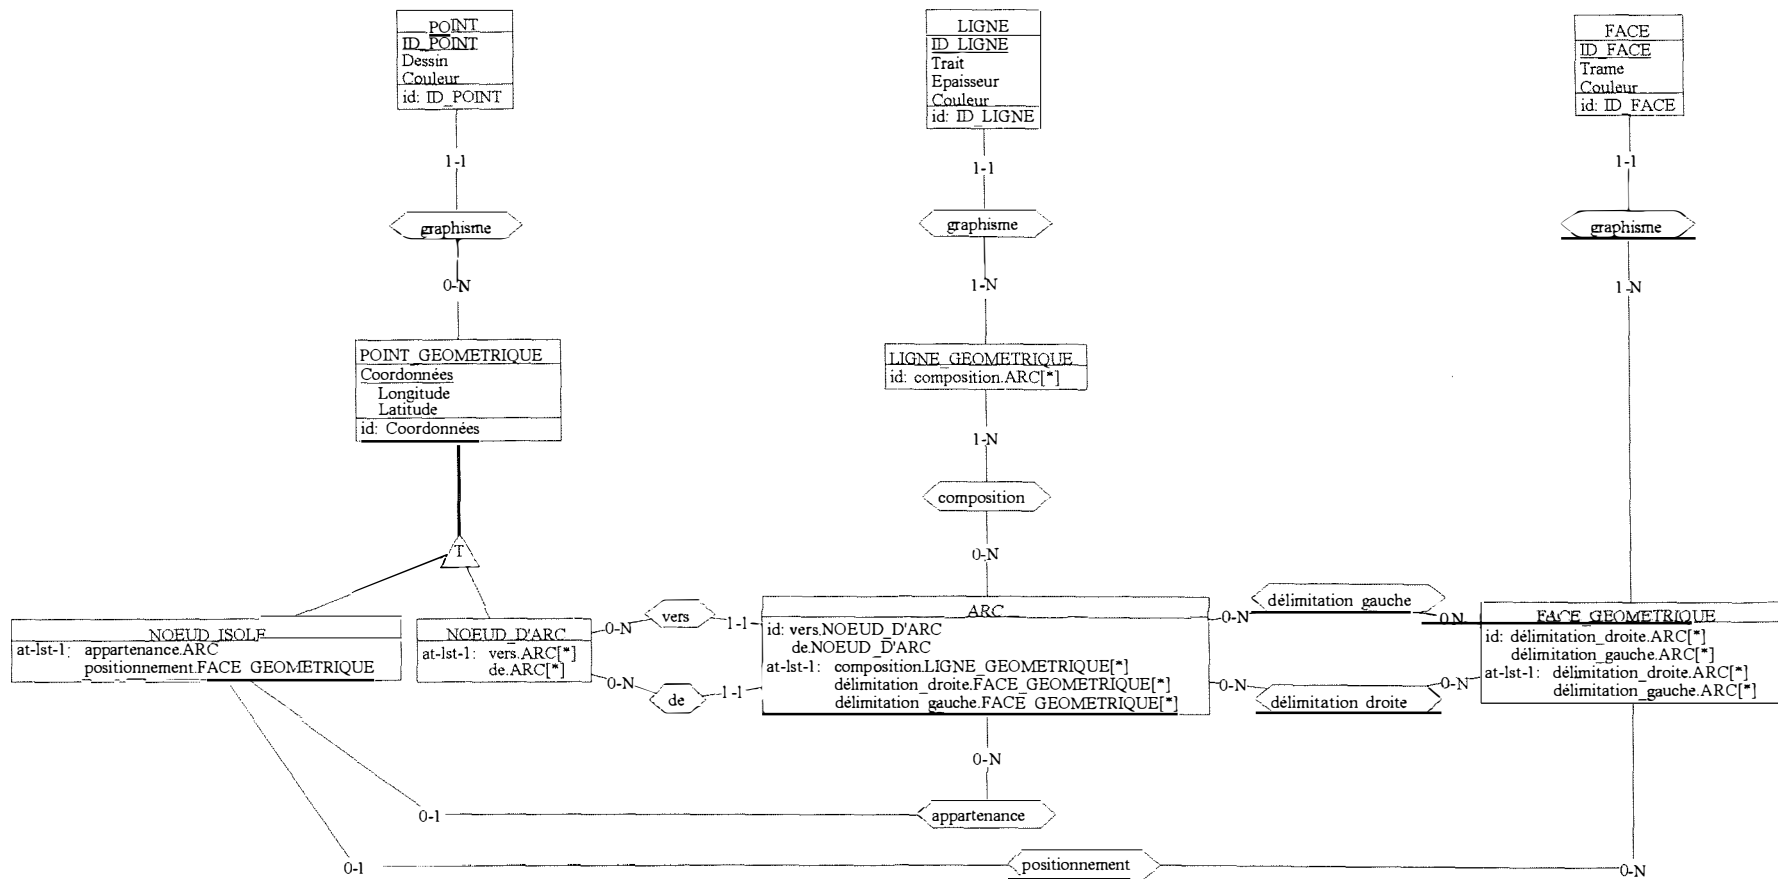 POINT
ID_POINT
Dessin
Couleur
id: ID_POINT
LIGNE
ID_LIGNE
Trait
Epaisseur
Couleur
id: ID_LIGNE
FACE
ID_FACE
Trame
Couleur
id: ID_FACE
1-1
1-1
1-1
graphisme
graphisme
graphisme
0-N
1-N
1-N
POINT_GEOMETRIQUE
Coordonnées
Longitude
Latitude
id: Coordonnées
LIGNE_GEOMETRIQUE
id: composition.ARC[*]
1-N
composition
0-N
T
NOEUD_ISOLE
at-lst-1: appartenance.ARC
positionnement.FACE_GEOMETRIQUE
NOEUD_D'ARC
at-lst-1: vers.ARC[*]
de.ARC[*]
0-N
vers
1-1
0-N
de
1-1
ARC
id: vers.NOEUD_D'ARC
de.NOEUD_D'ARC
at-lst-1: composition.LIGNE_GEOMETRIQUE[*]
délimitation_droite.FACE_GEOMETRIQUE[*]
délimitation_gauche.FACE_GEOMETRIQUE[*]
0-N
délimitation gauche
0-N
0-N
délimitation droite
0-N
FACE_GEOMETRIQUE
id: délimitation_droite.ARC[*]
délimitation_gauche.ARC[*]
at-lst-1: délimitation_droite.ARC[*]
délimitation_gauche.ARC[*]
0-N
0-1
appartenance
0-1
positionnement
0-N